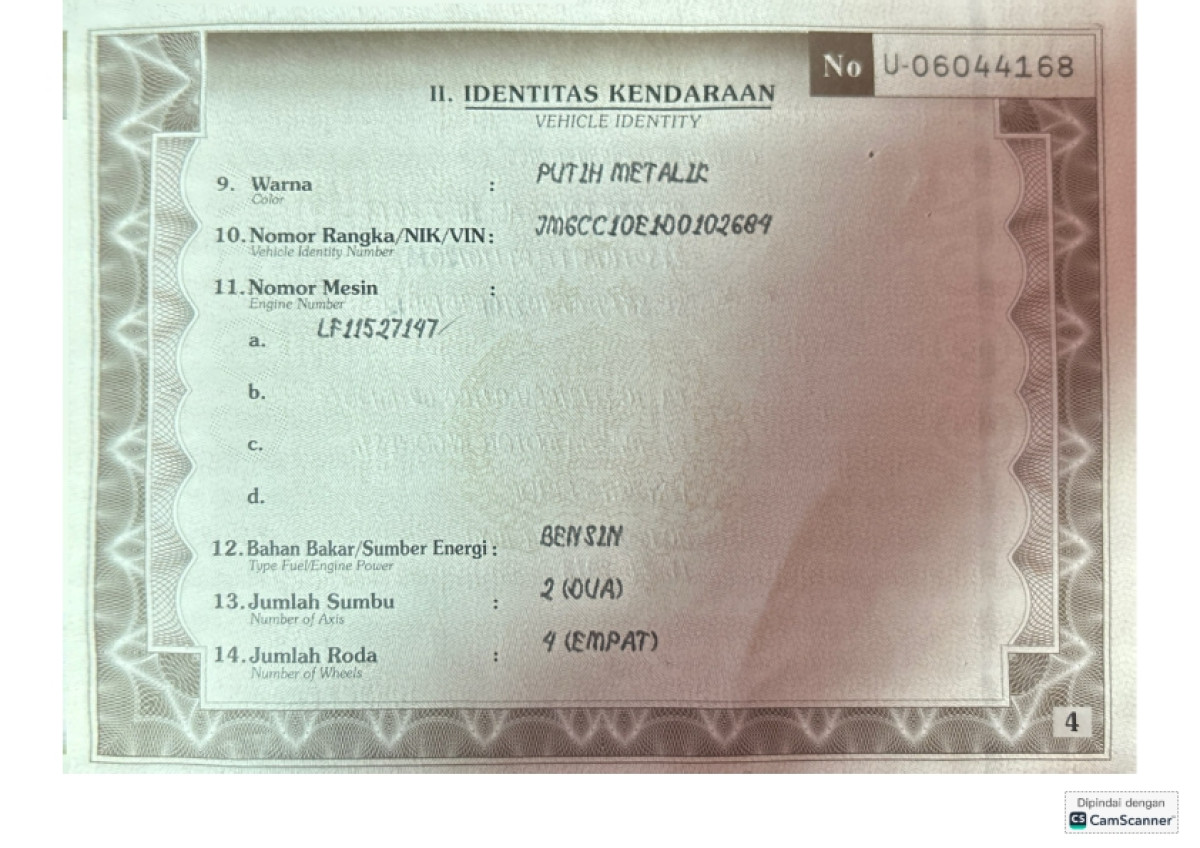 No U-06044168
II. IDENTITAS KENDARAAN
VEHICLE IDENTITY
9. Warna : PUTIH METALIK
Color
10. Nomor Rangka/NIK/VIN : JM6CC10E100102684
Vehicle Identity Number
11. Nomor Mesin :
Engine Number
a. LF11527147
b.
c.
d.
12. Bahan Bakar/Sumber Energi : BENSIN
Type Fuel/Engine Power
13. Jumlah Sumbu : 2 (DUA)
Number of Axis
14. Jumlah Roda : 4 (EMPAT)
Number of Wheels
4
Dipindai dengan
CS CamScanner